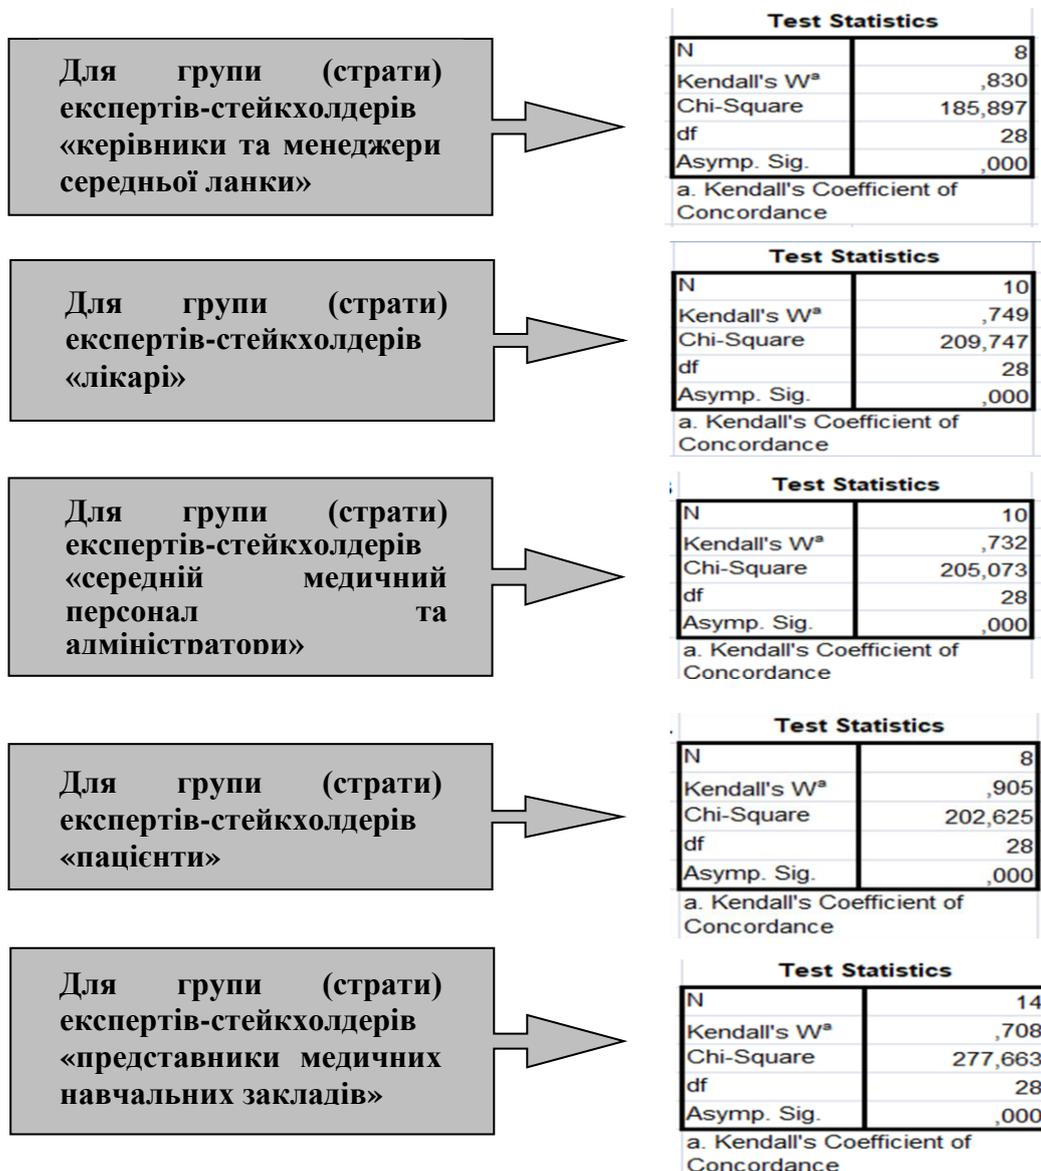 Для групи (страти)
експертів-стейкхолдерів
«керівники та менеджери
середньої ланки»
Test Statistics
N 8
Kendall's Wᵃ ,830
Chi-Square 185,897
df 28
Asymp. Sig. ,000
a. Kendall's Coefficient of
Concordance
Для групи (страти)
експертів-стейкхолдерів
«лікарі»
Test Statistics
N 10
Kendall's Wᵃ ,749
Chi-Square 209,747
df 28
Asymp. Sig. ,000
a. Kendall's Coefficient of
Concordance
Для групи (страти)
експертів-стейкхолдерів
«середній медичний
персонал та
адміністратори»
Test Statistics
N 10
Kendall's Wᵃ ,732
Chi-Square 205,073
df 28
Asymp. Sig. ,000
a. Kendall's Coefficient of
Concordance
Для групи (страти)
експертів-стейкхолдерів
«пацієнти»
Test Statistics
N 8
Kendall's Wᵃ ,905
Chi-Square 202,625
df 28
Asymp. Sig. ,000
a. Kendall's Coefficient of
Concordance
Для групи (страти)
експертів-стейкхолдерів
«представники медичних
навчальних закладів»
Test Statistics
N 14
Kendall's Wᵃ ,708
Chi-Square 277,663
df 28
Asymp. Sig. ,000
a. Kendall's Coefficient of
Concordance